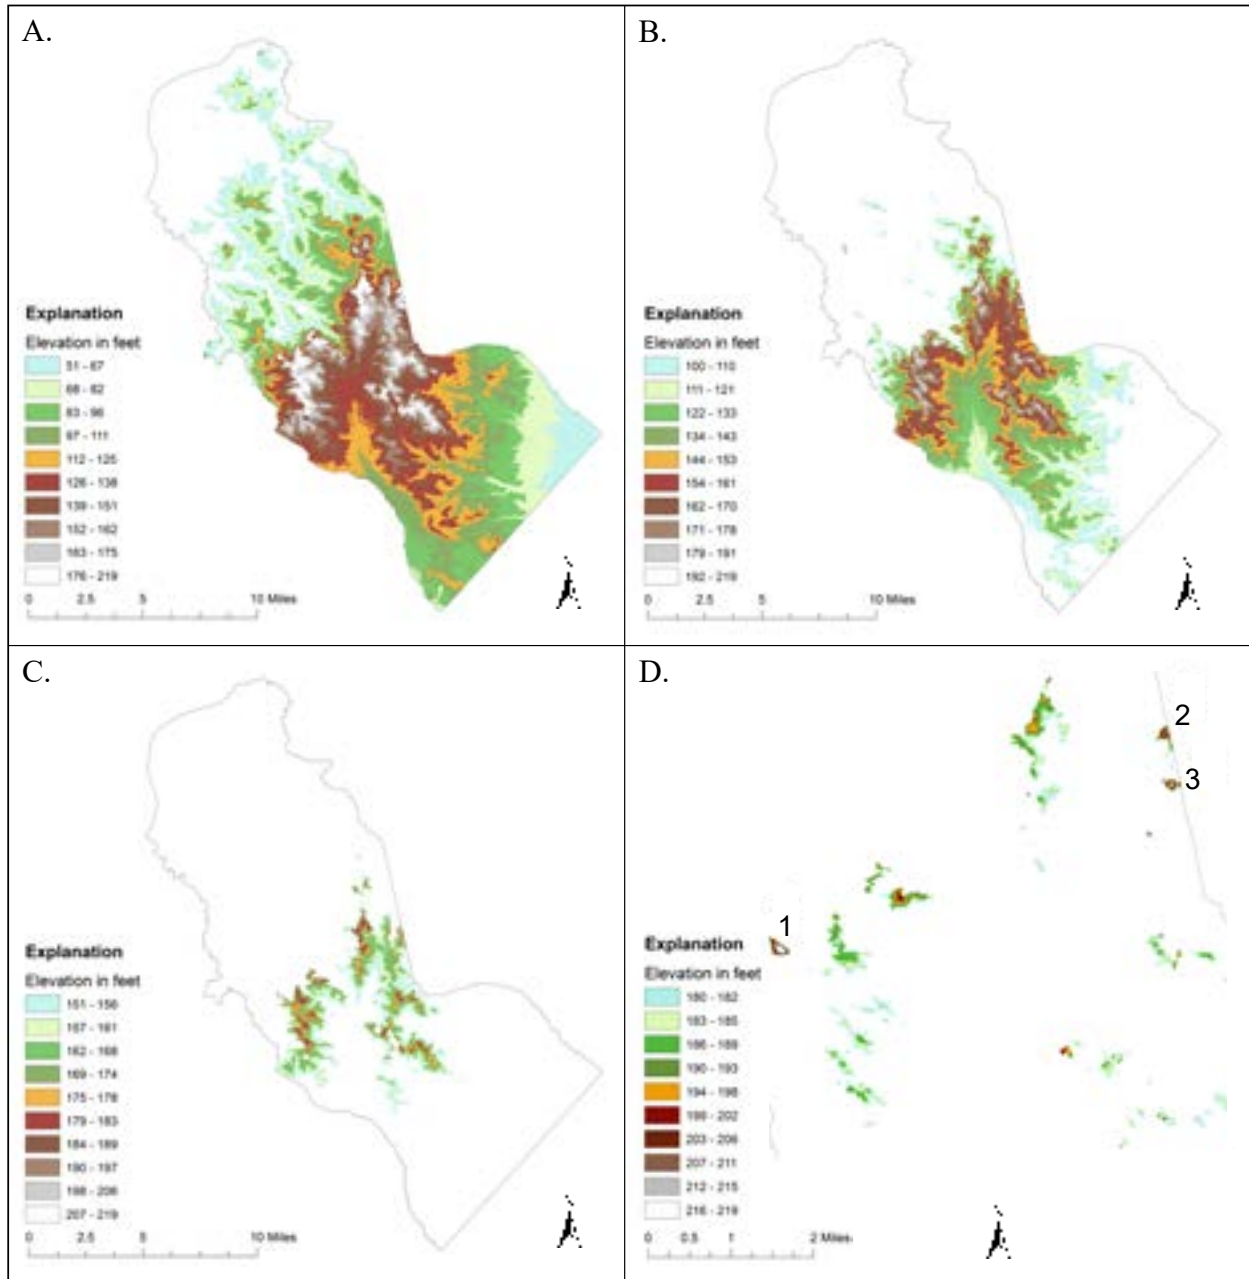 A.
Explanation
Elevation in feet
51 - 67
68 - 82
83 - 96
97 - 111
112 - 125
126 - 138
139 - 151
152 - 162
163 - 175
176 - 219
0 2.5 5 10 Miles
B.
Explanation
Elevation in feet
100 - 110
111 - 121
122 - 133
134 - 143
144 - 153
154 - 161
162 - 170
171 - 178
179 - 191
192 - 219
0 2.5 5 10 Miles
C.
Explanation
Elevation in feet
151 - 156
157 - 161
162 - 168
169 - 174
175 - 178
179 - 183
184 - 189
190 - 197
198 - 206
207 - 219
0 2.5 5 10 Miles
D.
2
3
1
Explanation
Elevation in feet
180 - 182
183 - 185
186 - 189
190 - 193
194 - 198
199 - 202
203 - 206
207 - 211
212 - 215
216 - 219
0 0.5 1 2 Miles